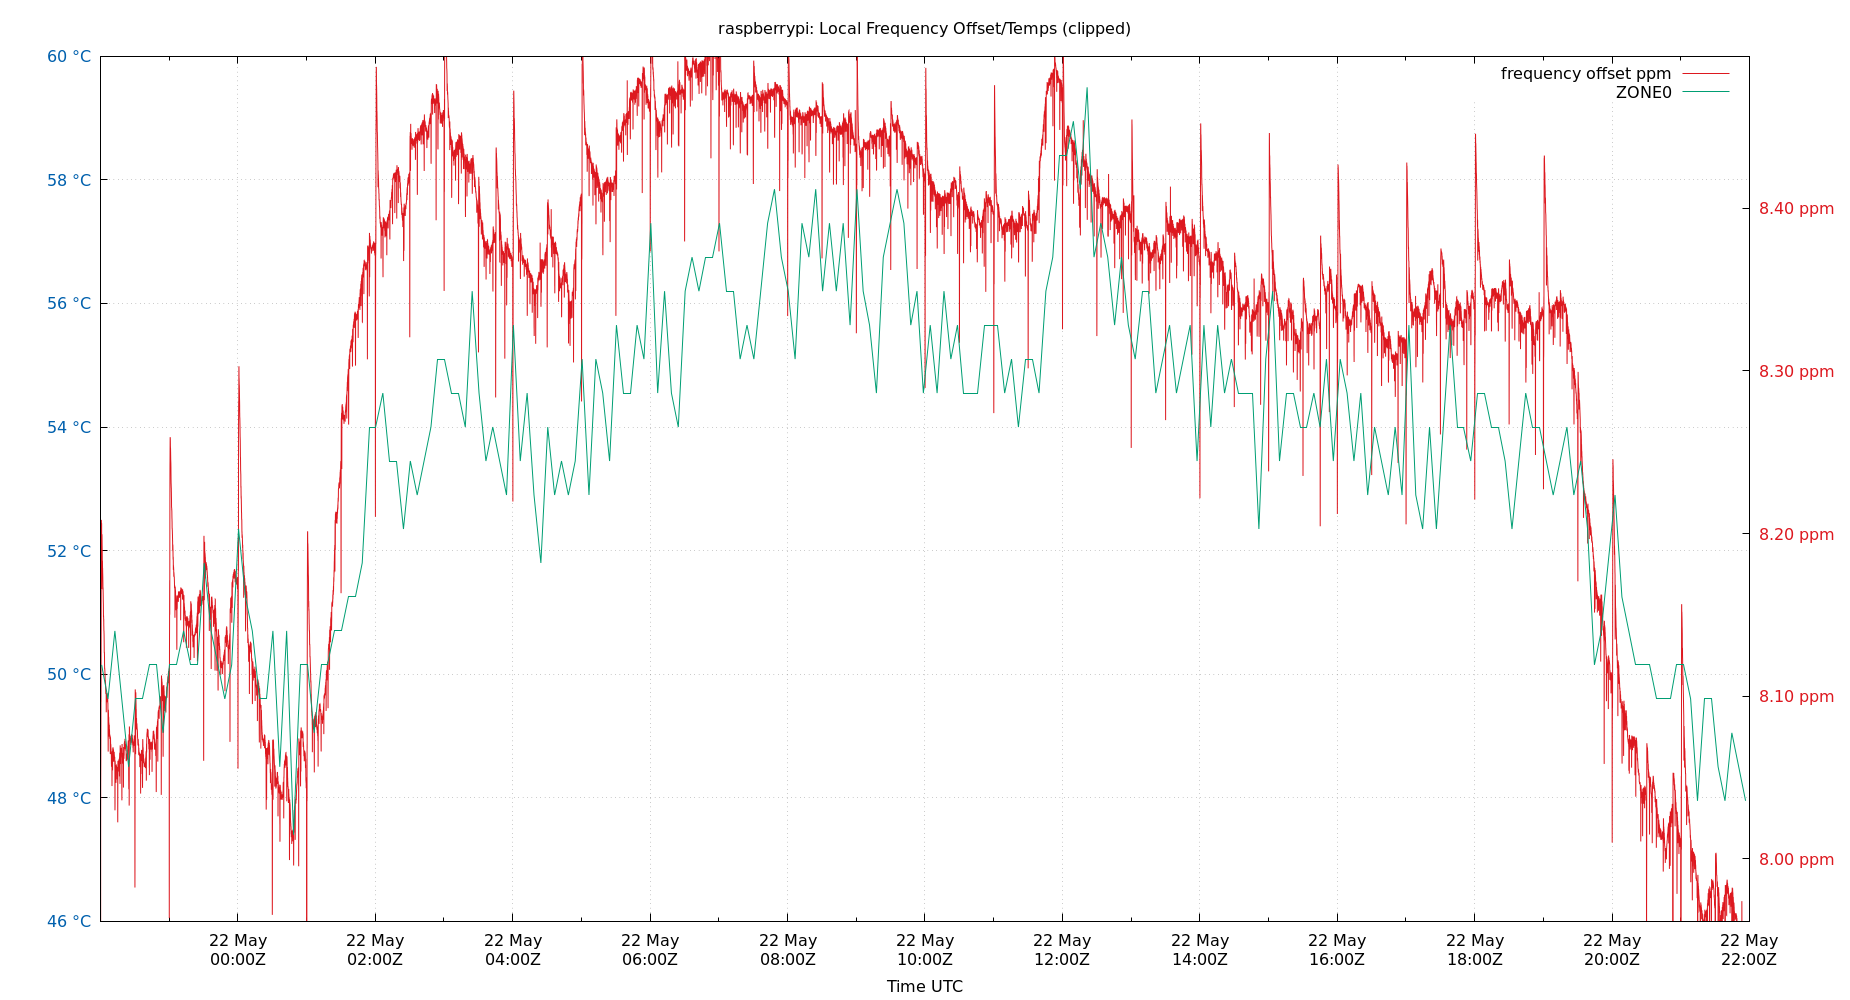 raspberrypi: Local Frequency Offset/Temps (clipped)
60 °C
58 °C
56 °C
54 °C
52 °C
50 °C
48 °C
46 °C
frequency offset ppm
ZONE0
8.40 ppm
8.30 ppm
8.20 ppm
8.10 ppm
8.00 ppm
22 May 22 May 22 May 22 May 22 May 22 May 22 May 22 May 22 May 22 May 22 May 22 May
00:00Z 02:00Z 04:00Z 06:00Z 08:00Z 10:00Z 12:00Z 14:00Z 16:00Z 18:00Z 20:00Z 22:00Z
Time UTC